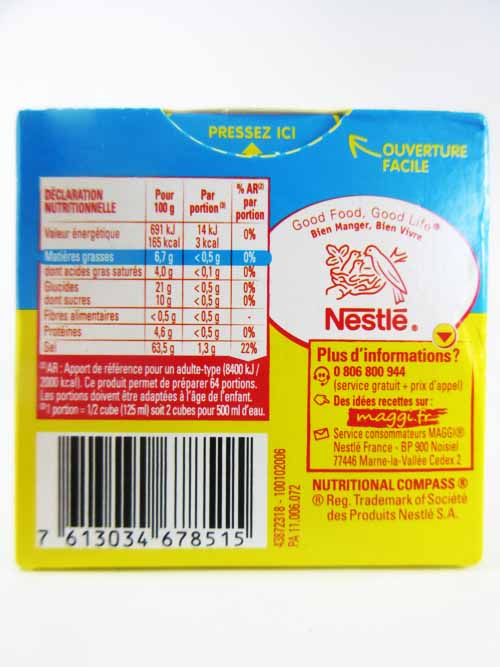 PRESSEZ ICI
OUVERTURE
FACILE
DÉCLARATION
NUTRITIONNELLE
Pour
100 g
Par
portion⁽³⁾
% AR⁽²⁾
par
portion
Valeur énergétique 691 kJ 14 kJ 0%
165 kcal 3 kcal
Matières grasses 6,7 g <0,5 g 0%
dont acides gras saturés 4,0 g <0,1 g 0%
Glucides 21 g <0,5 g 0%
dont sucres 10 g <0,5 g 0%
Fibres alimentaires <0,5 g <0,5 g -
Protéines 4,6 g <0,5 g 0%
Sel 63,5 g 1,3 g 22%
⁽²⁾AR : Apport de référence pour un adulte-type (8400 kJ /
2000 kcal). Ce produit permet de préparer 64 portions.
Les portions doivent être adaptées à l'âge de l'enfant.
⁽³⁾1 portion = 1/2 cube (125 ml) soit 2 cubes pour 500 ml d'eau.
7 613034 678515
43872318 - 100102006
PA 11.006.072
Good Food, Good Life®
Bien Manger, Bien Vivre
Nestlé®
Plus d'informations ?
0 806 800 944
(service gratuit + prix d'appel)
Des idées recettes sur :
maggi.fr
Service consommateurs MAGGI®
Nestlé France - BP 900 Noisiel
77446 Marne-la-Vallée Cedex 2
NUTRITIONAL COMPASS ®
® Reg. Trademark of Société
des Produits Nestlé S.A.